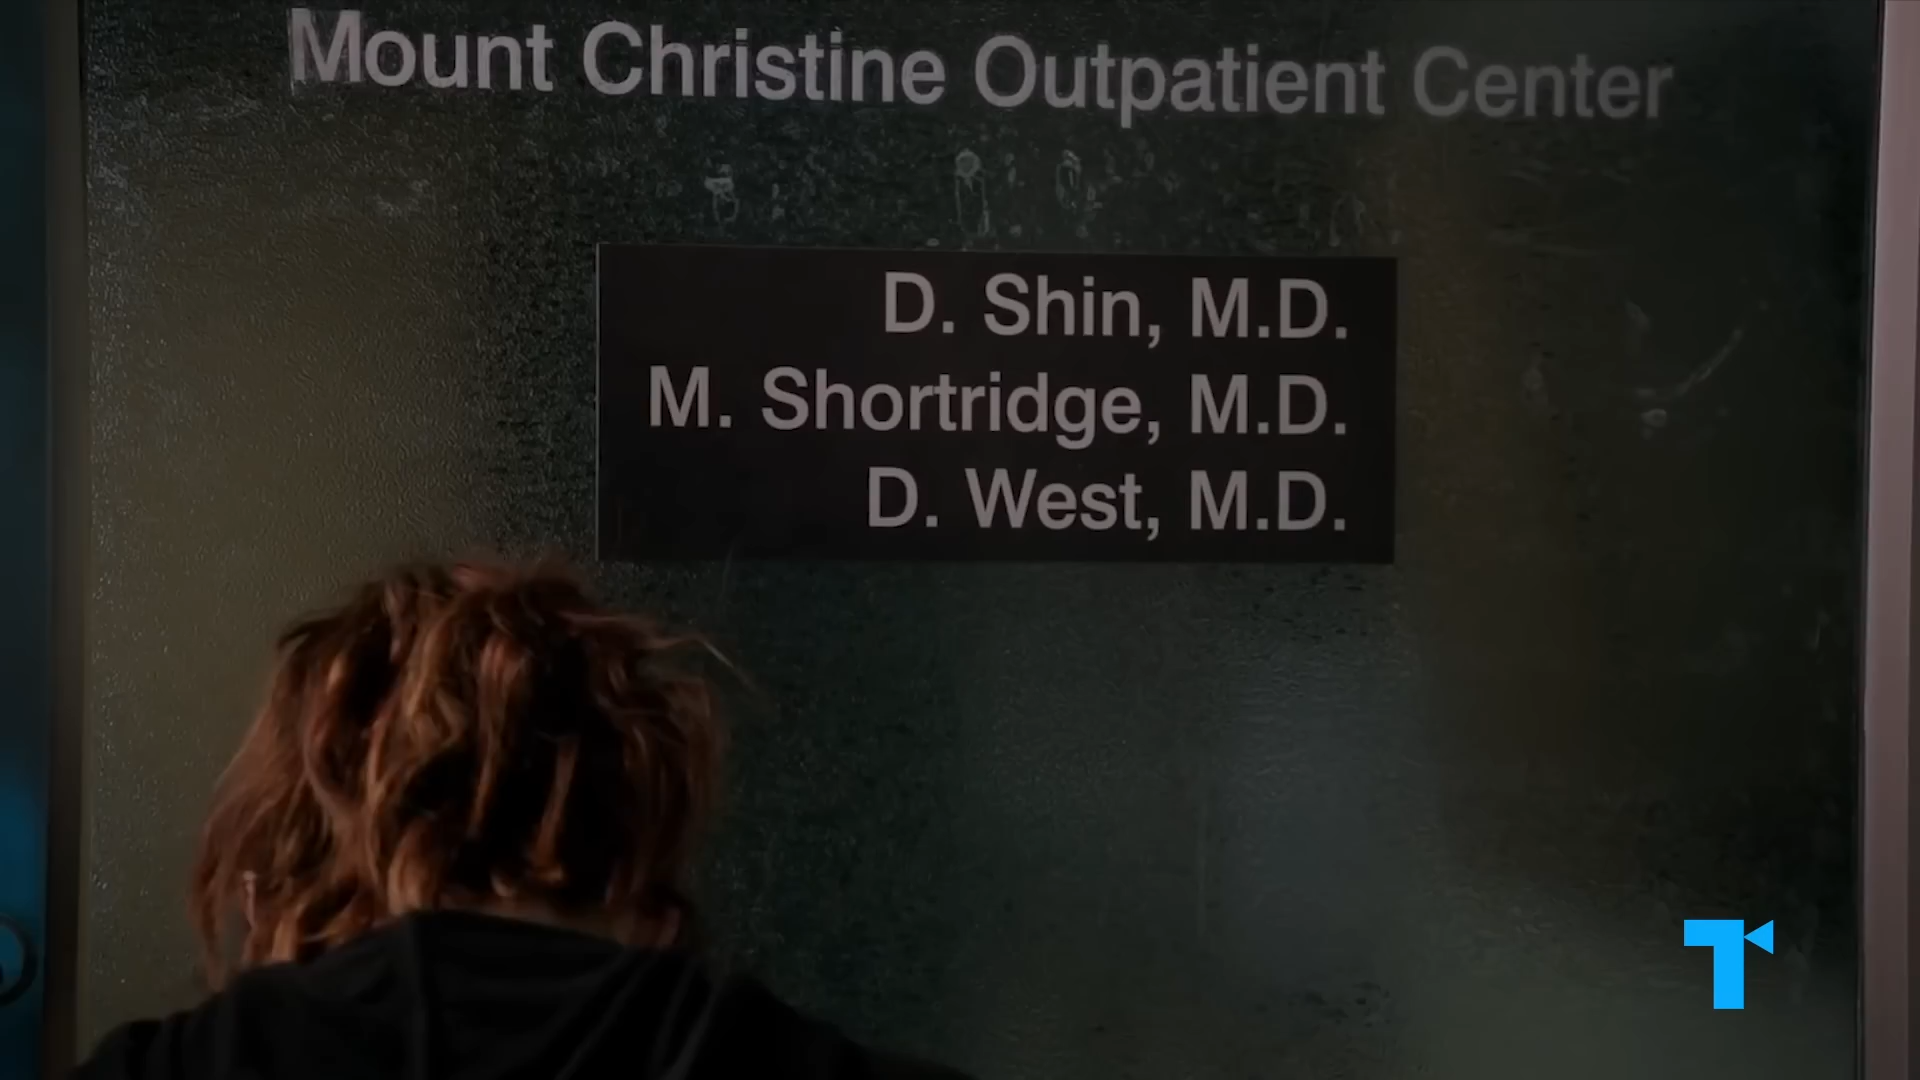 Mount Christine Outpatient Center
D. Shin, M.D.
M. Shortridge, M.D.
D. West, M.D.